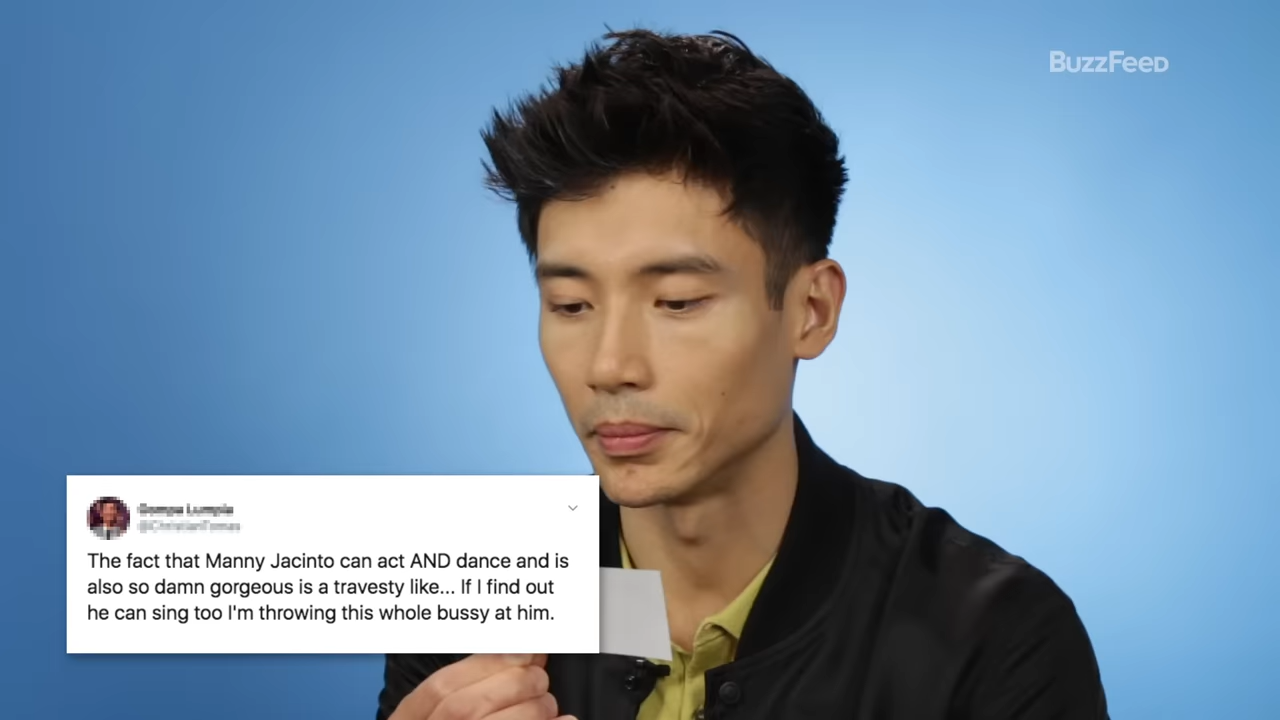 BuzzFeed
The fact that Manny Jacinto can act AND dance and is
also so damn gorgeous is a travesty like... If I find out
he can sing too I'm throwing this whole bussy at him.